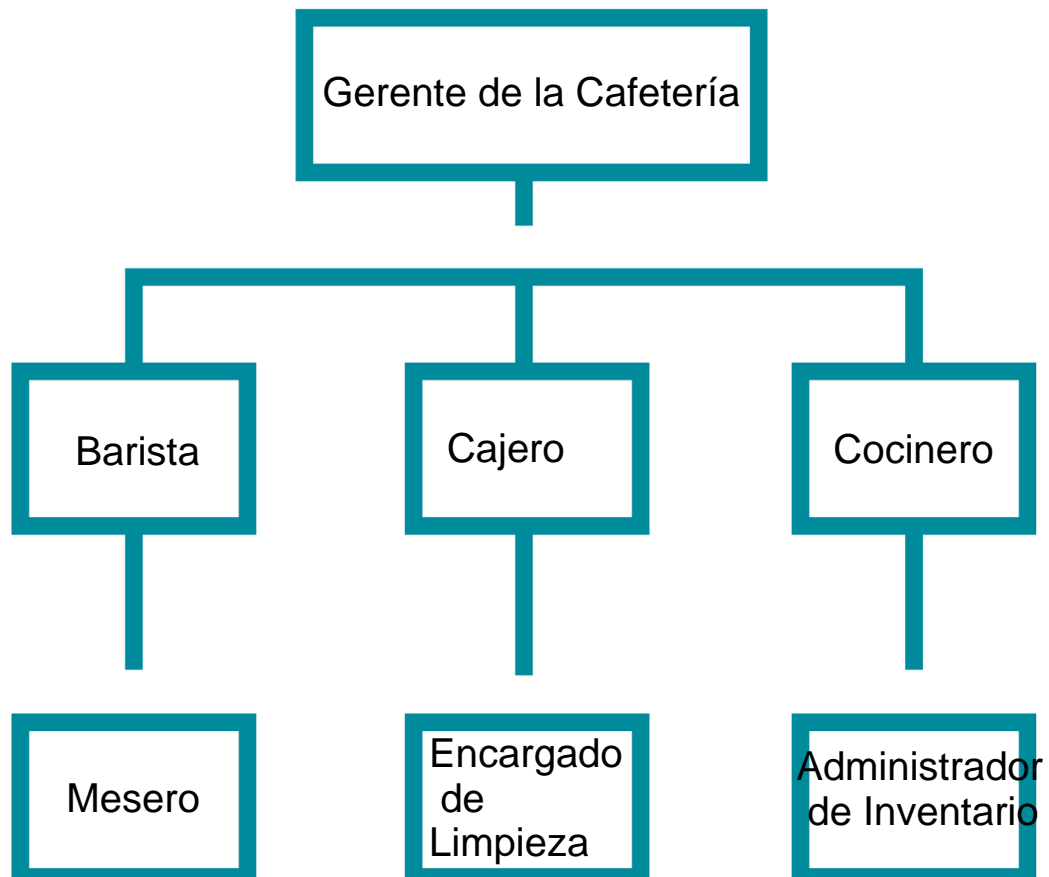 Gerente de la Cafetería
Barista
Cajero
Cocinero
Mesero
Encargado
de
Limpieza
Administrador
de Inventario